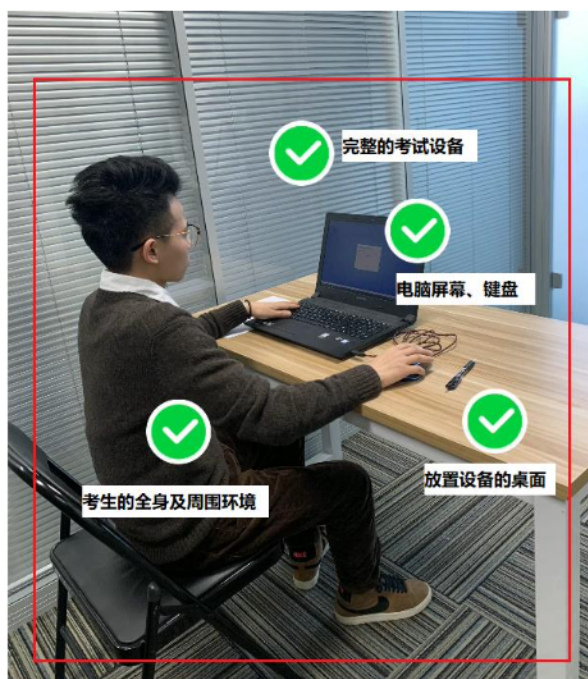 完整的考试设备
电脑屏幕、键盘
放置设备的桌面
考生的全身及周围环境